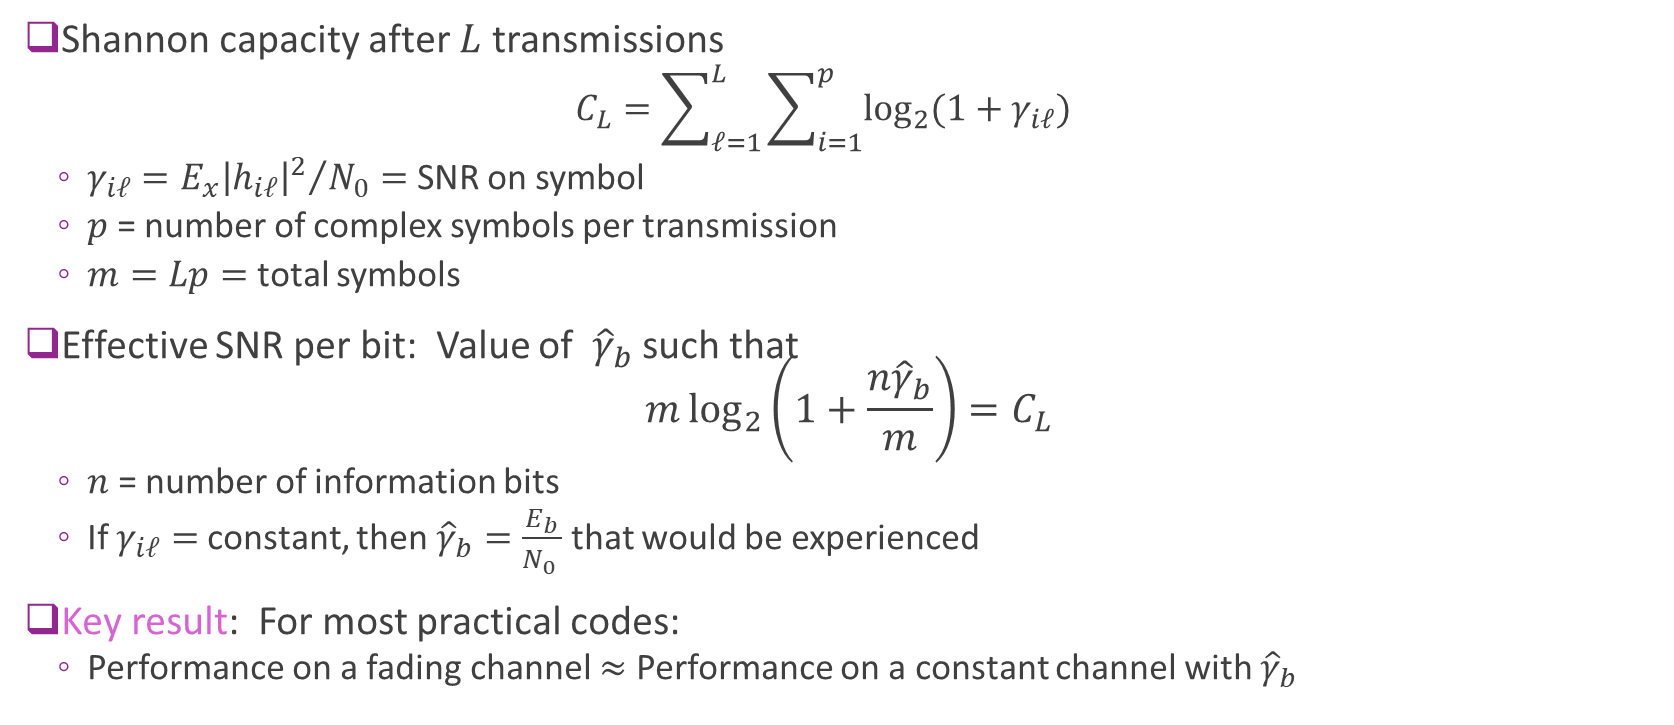 ❑Shannon capacity after 𝐿 transmissions
𝐶_𝐿 = ∑_{ℓ=1}^{𝐿} ∑_{𝑖=1}^{𝑝} log₂(1 + 𝛾_{𝑖ℓ})
◦ 𝛾_{𝑖ℓ} = 𝐸ₓ|ℎ_{𝑖ℓ}|²/𝑁₀ = SNR on symbol
◦ 𝑝 = number of complex symbols per transmission
◦ 𝑚 = 𝐿𝑝 = total symbols
❑Effective SNR per bit: Value of 𝛾̂_𝑏 such that
𝑚 log₂(1 + 𝑛𝛾̂_𝑏/𝑚) = 𝐶_𝐿
◦ 𝑛 = number of information bits
◦ If 𝛾_{𝑖ℓ} = constant, then 𝛾̂_𝑏 = 𝐸_𝑏/𝑁₀ that would be experienced
❑Key result: For most practical codes:
◦ Performance on a fading channel ≈ Performance on a constant channel with 𝛾̂_𝑏